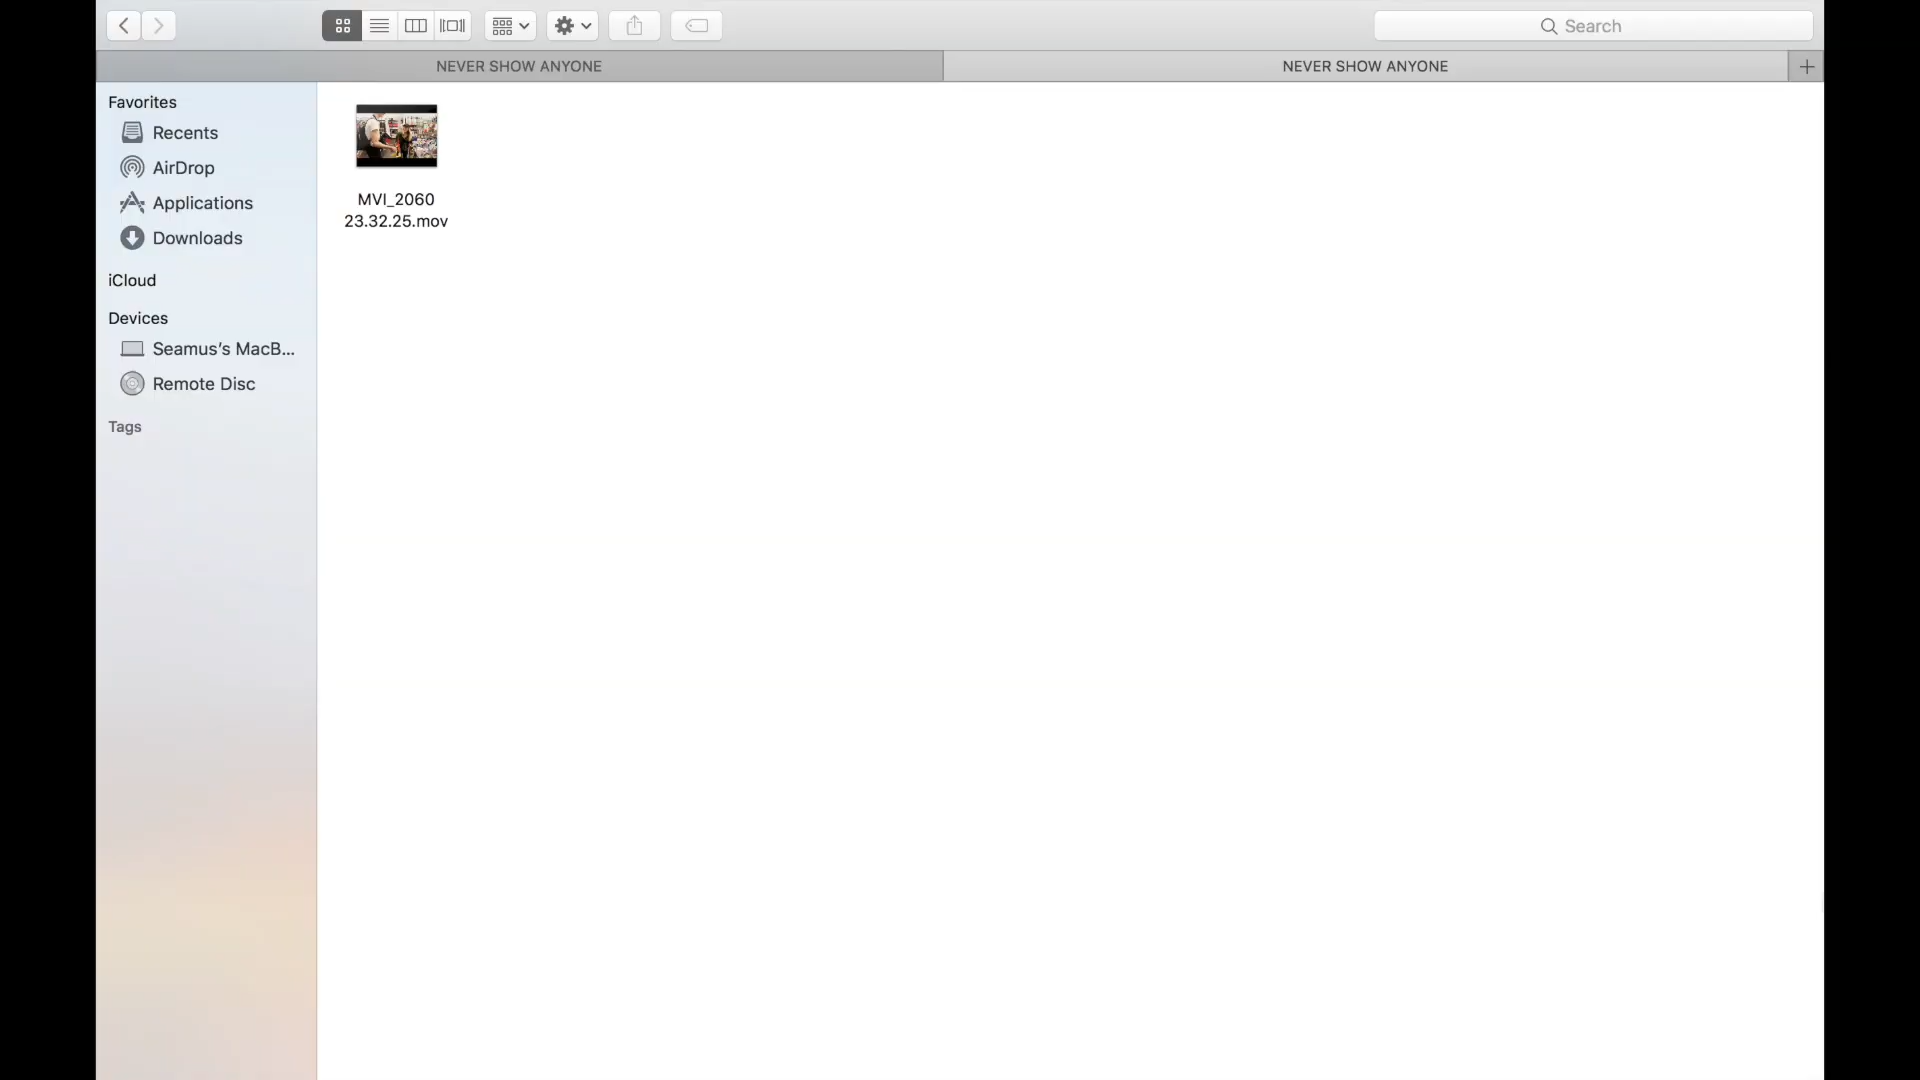 Search
NEVER SHOW ANYONE
NEVER SHOW ANYONE
Favorites
Recents
AirDrop
Applications
Downloads
iCloud
Devices
Seamus’s MacB...
Remote Disc
Tags
MVI_2060
23.32.25.mov